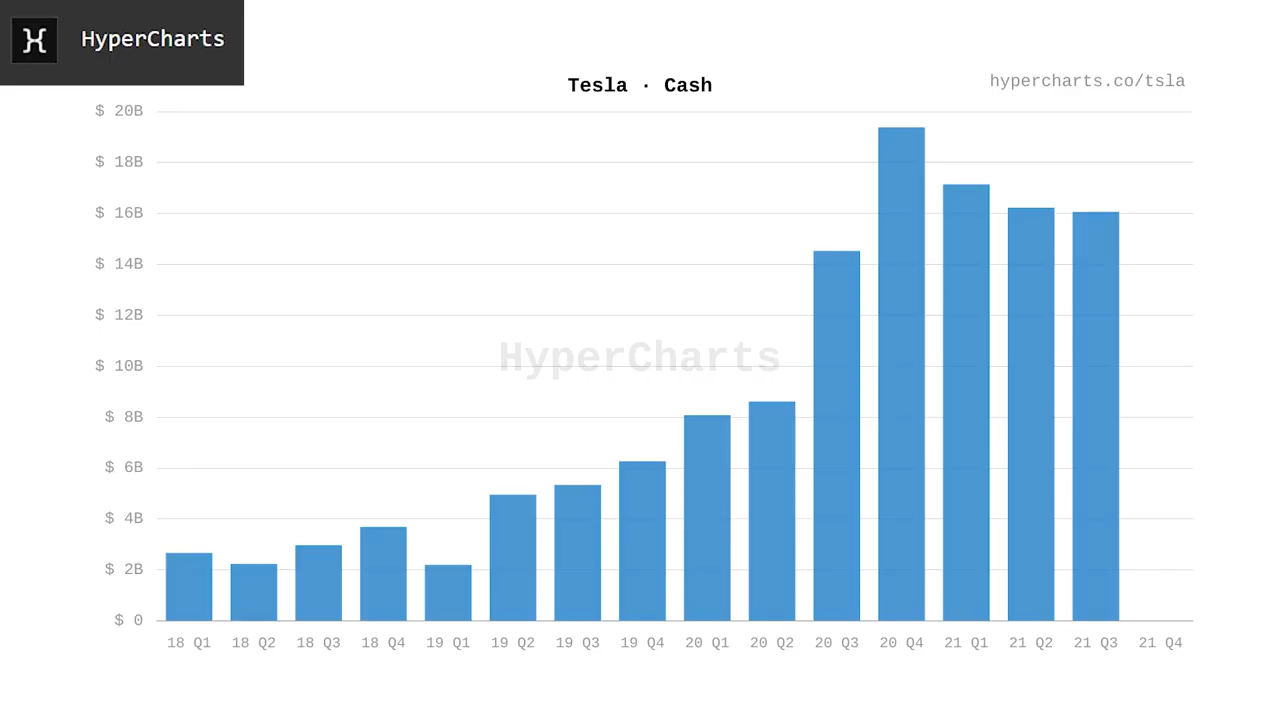 HyperCharts
Tesla · Cash
hypercharts.co/tsla
$ 20B
$ 18B
$ 16B
$ 14B
$ 12B
$ 10B
$ 8B
$ 6B
$ 4B
$ 2B
$ 0
HyperCharts
18 Q1 18 Q2 18 Q3 18 Q4 19 Q1 19 Q2 19 Q3 19 Q4 20 Q1 20 Q2 20 Q3 20 Q4 21 Q1 21 Q2 21 Q3 21 Q4